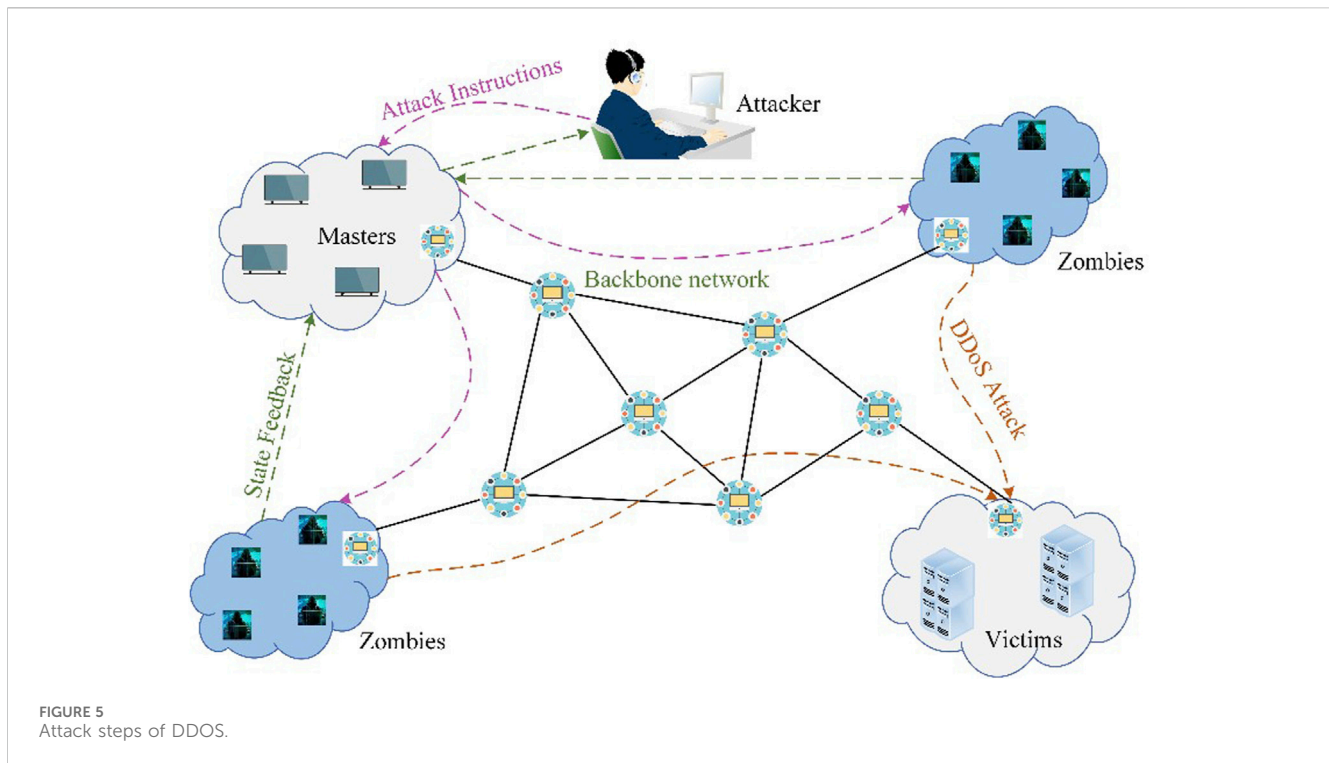 Attack Instructions
Attacker
Masters
Zombies
Backbone network
DDoS Attack
State Feedback
Zombies
Victims
FIGURE 5
Attack steps of DDOS.